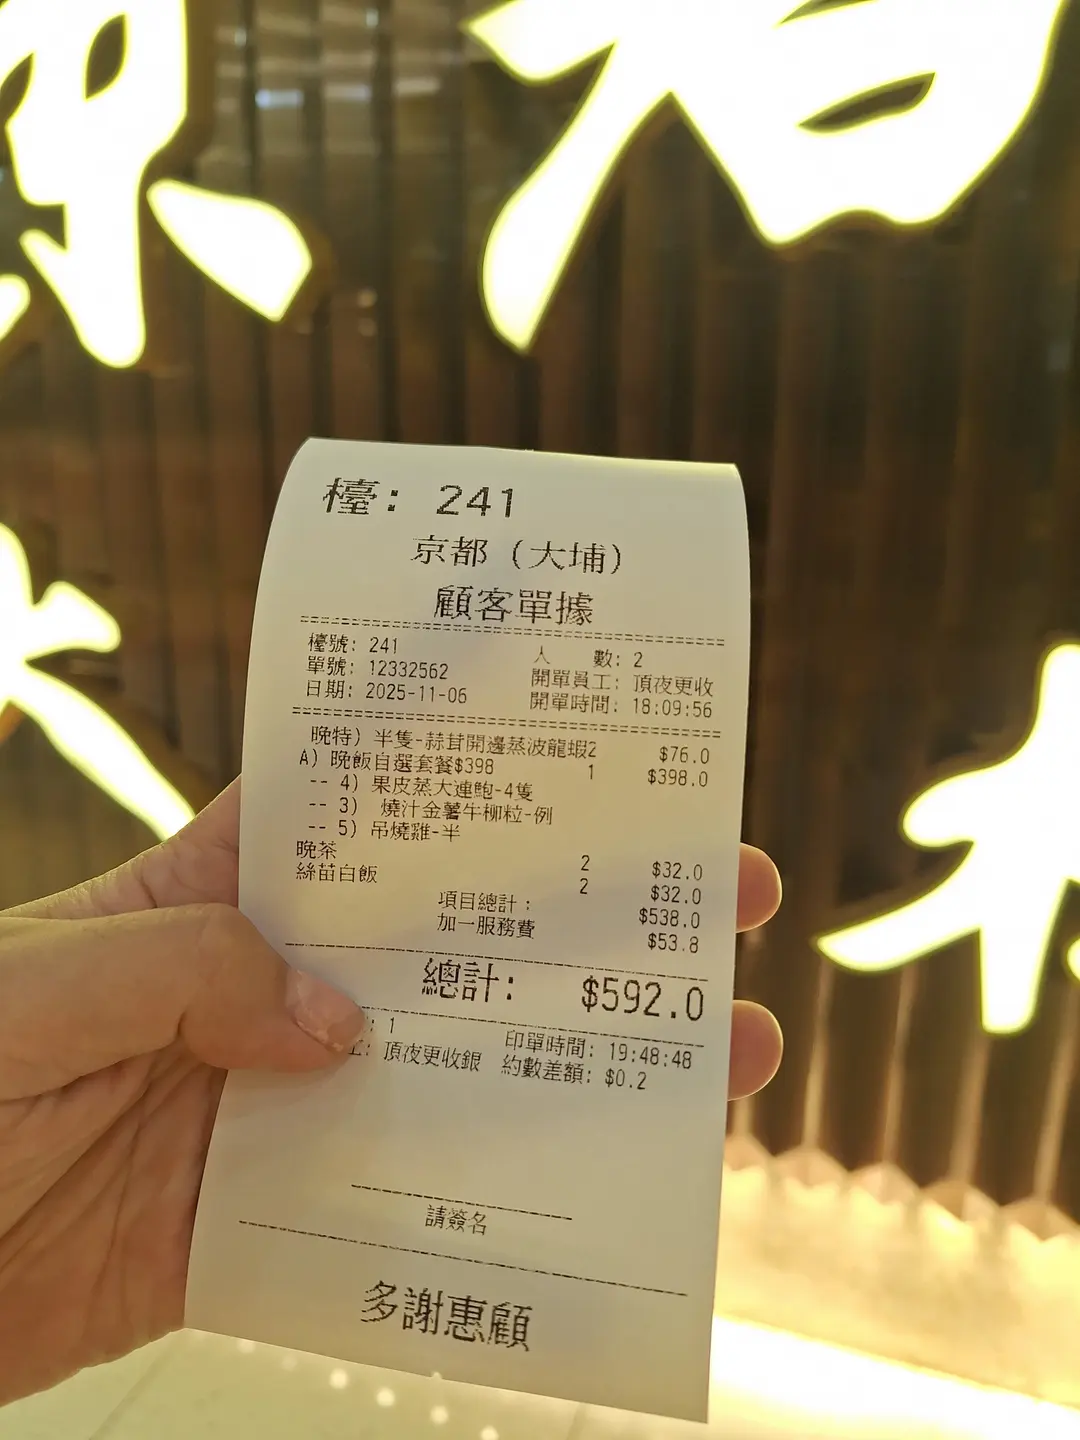 檯: 241
京都（大埔）
顧客單據
檯號: 241 人 數: 2
單號: 12332562 開單員工: 頂夜更收
日期: 2025-11-06 開單時間: 18:09:56
晚特) 半隻-蒜茸開邊蒸波龍蝦2 $76.0
A) 晚飯自選套餐$398 1 $398.0
-- 4) 果皮蒸大連鮑-4隻
-- 3) 燒汁金薯牛柳粒-例
-- 5) 吊燒雞-半
晚茶 2 $32.0
絲苗白飯 2 $32.0
項目總計: $538.0
加一服務費 $53.8
總計: $592.0
: 1 印單時間: 19:48:48
工: 頂夜更收銀 約數差額: $0.2
請簽名
多謝惠顧